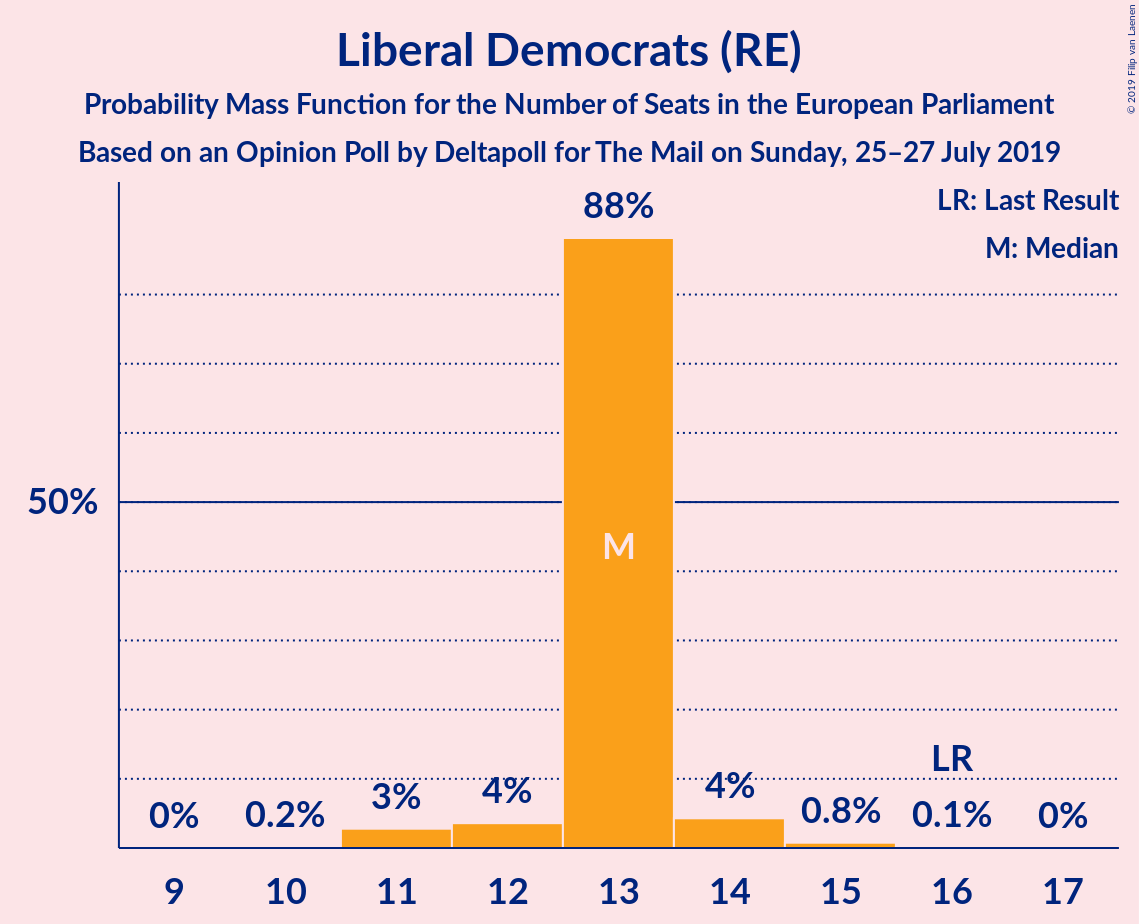 Liberal Democrats (RE)
Probability Mass Function for the Number of Seats in the European Parliament
Based on an Opinion Poll by Deltapoll for The Mail on Sunday, 25–27 July 2019
© 2019 Filip van Laenen
LR: Last Result
M: Median
88%
50%
M
LR
0%
0.2%
3%
4%
4%
0.8%
0.1%
0%
9
10
11
12
13
14
15
16
17